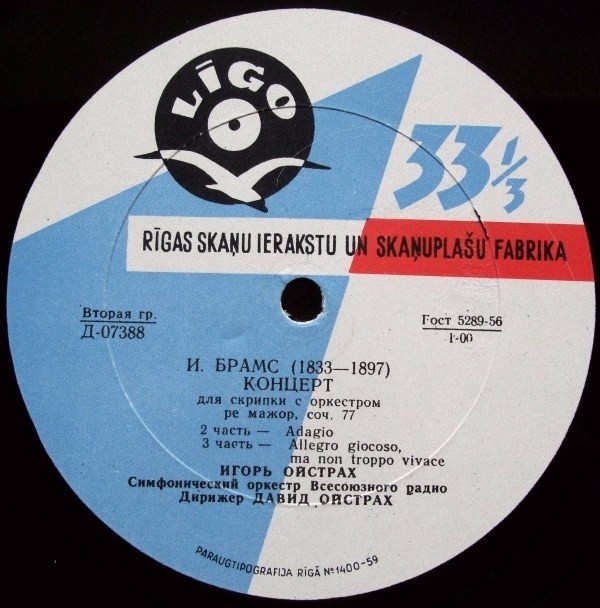 LĪGO
33 1/3
RĪGAS SKAŅU IERAKSTU UN SKAŅUPLAŠU FABRIKA
Вторая гр.
Д-07388
Гост 5289-56
1-00
И. БРАМС (1833—1897)
КОНЦЕРТ
для скрипки с оркестром
ре мажор, соч. 77
2 часть — Adagio
3 часть — Allegro giocoso,
ma non troppo vivace
ИГОРЬ ОЙСТРАХ
Симфонический оркестр Всесоюзного радио
Дирижер ДАВИД ОЙСТРАХ
PARAUGTIPOGRAFIJA RĪGĀ № 1400-59